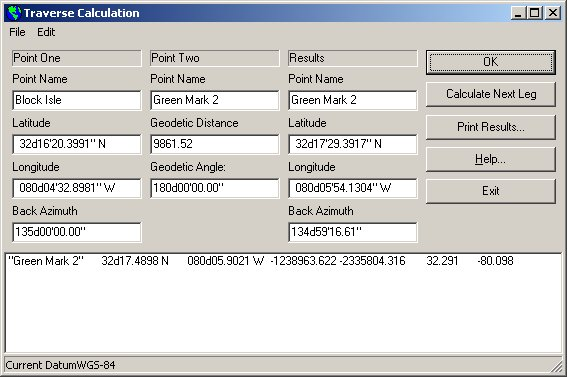 Traverse Calculation
File Edit
Point One Point Two Results
OK
Point Name Point Name Point Name
Block Isle Green Mark 2 Green Mark 2
Calculate Next Leg
Latitude Geodetic Distance Latitude
32d16'20.3991" N 9861.52 32d17'29.3917" N
Print Results...
Longitude Geodetic Angle: Longitude
Help...
080d04'32.8981" W 180d00'00.00" 080d05'54.1304" W
Exit
Back Azimuth Back Azimuth
135d00'00.00" 134d59'16.61"
"Green Mark 2" 32d17.4898 N 080d05.9021 W -1238963.622 -2335804.316 32.291 -80.098
Current DatumWGS-84